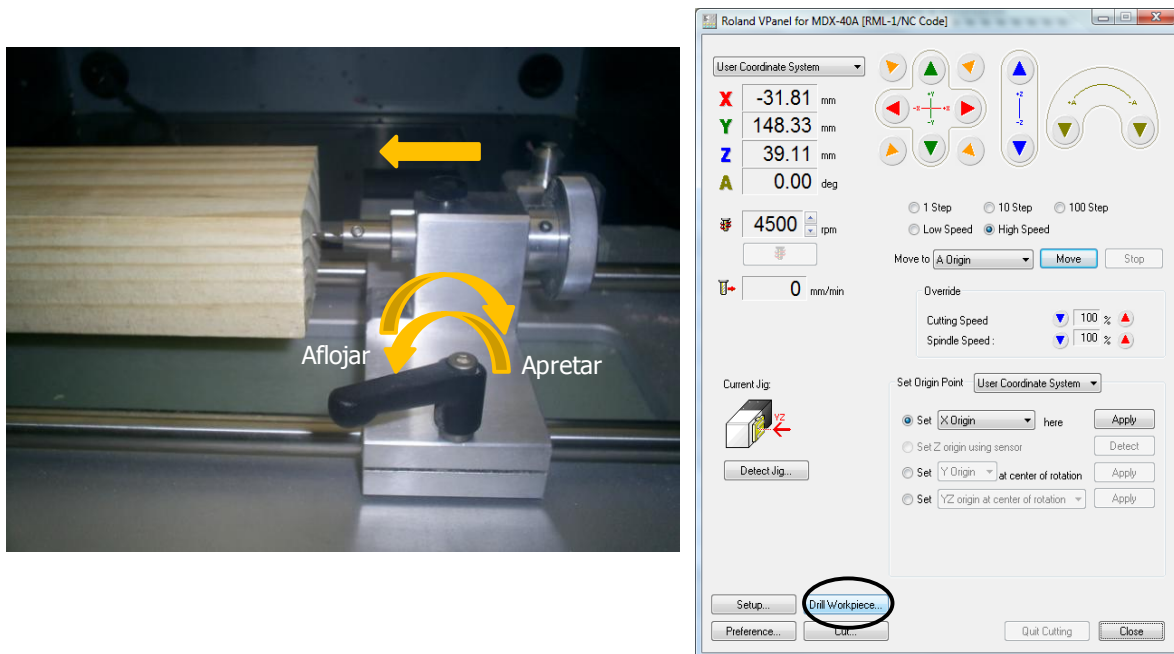 Aflojar
Apretar
Roland VPanel for MDX-40A [RML-1/NC Code]
User Coordinate System
X -31.81 mm
Y 148.33 mm
Z 39.11 mm
A 0.00 deg
4500 rpm
0 mm/min
+Y
-X +X
-Y
+Z
-Z
+A -A
1 Step 10 Step 100 Step
Low Speed High Speed
Move to A Origin Move Stop
Override
Cutting Speed 100 %
Spindle Speed : 100 %
Current Jig:
YZ
Detect Jig...
Set Origin Point User Coordinate System
Set X Origin here Apply
Set Z origin using sensor Detect
Set Y Origin at center of rotation Apply
Set YZ origin at center of rotation Apply
Setup... Drill Workpiece...
Preference... Cut... Quit Cutting Close